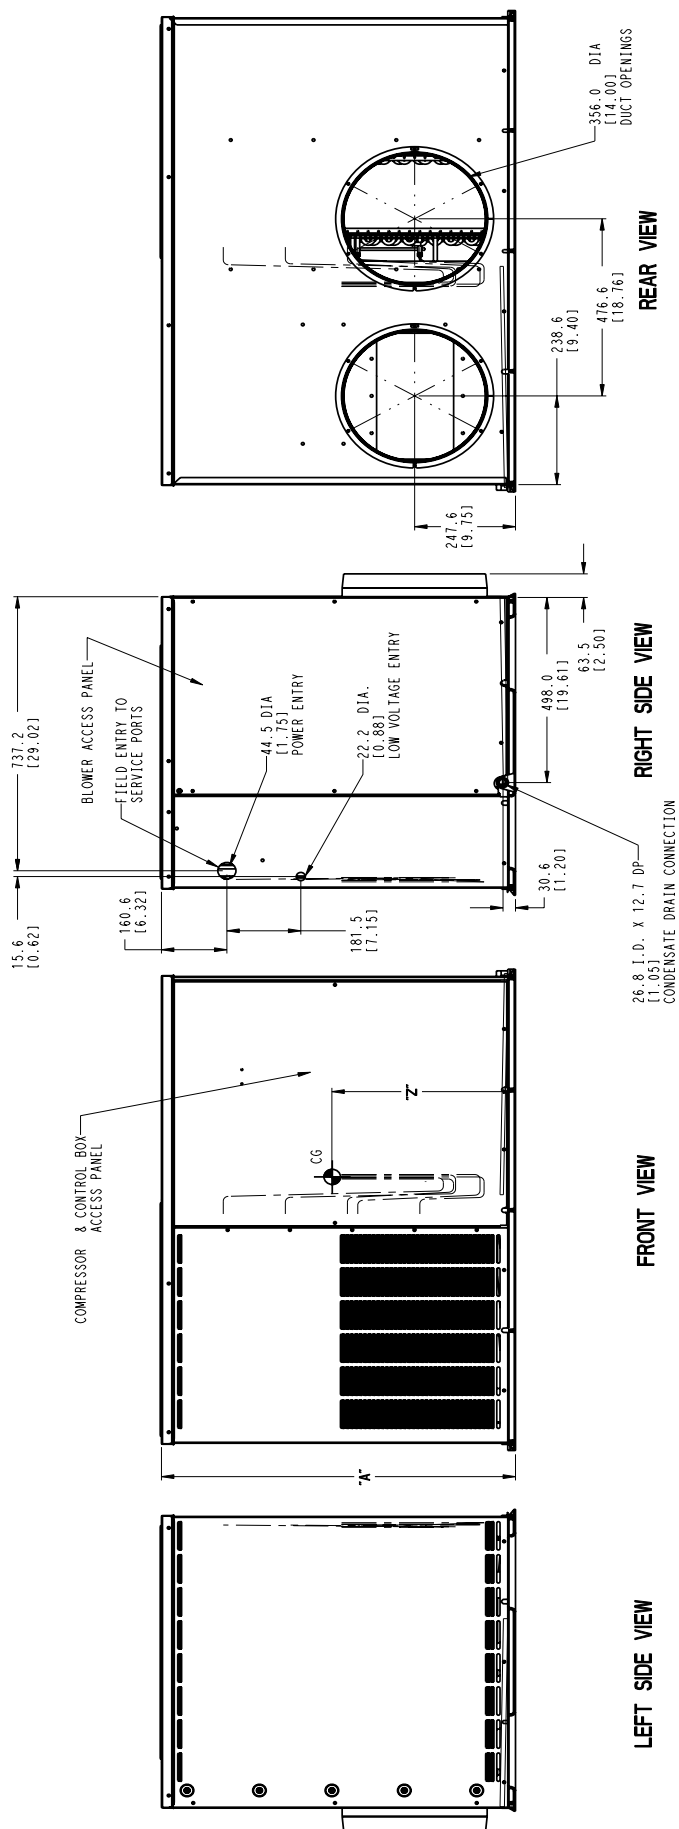 LEFT SIDE VIEW
"A"
COMPRESSOR & CONTROL BOX
ACCESS PANEL
CG
"Z"
FRONT VIEW
15.6
[0.62]
737.2
[29.02]
BLOWER ACCESS PANEL
FIELD ENTRY TO
SERVICE PORTS
160.6
[6.32]
44.5 DIA
[1.75]
POWER ENTRY
181.5
[7.15]
22.2 DIA.
[0.88]
LOW VOLTAGE ENTRY
30.6
[1.20]
498.0
[19.61]
63.5
[2.50]
26.8 I.D. X 12.7 DP
[1.05]
CONDENSATE DRAIN CONNECTION
RIGHT SIDE VIEW
247.6
[9.75]
238.6
[9.40]
476.6
[18.76]
356.0 DIA
[14.00]
DUCT OPENINGS
REAR VIEW